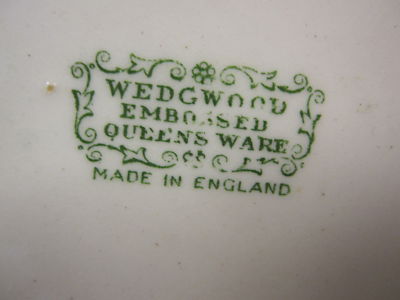 WEDGWOOD
EMBOSSED
QUEENS WARE
MADE IN ENGLAND